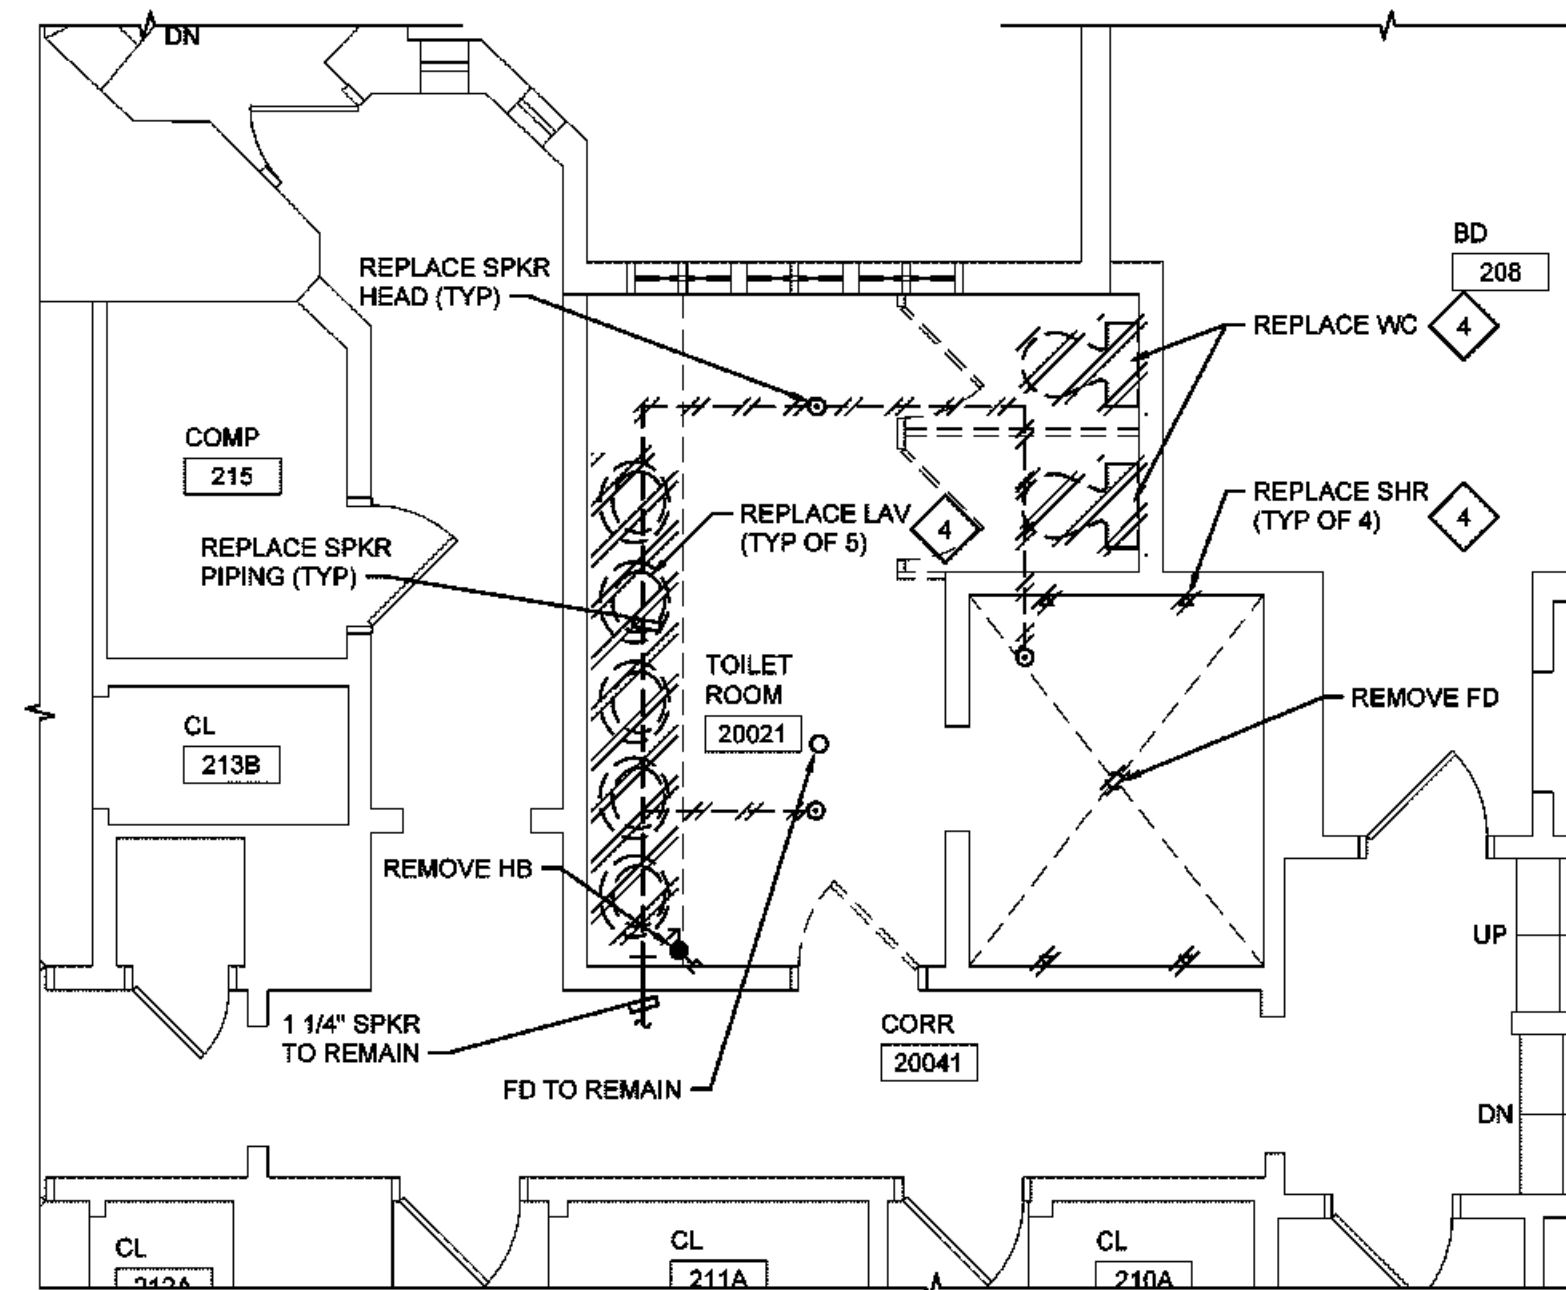 DN
BD
208
REPLACE SPKR
HEAD (TYP)
REPLACE WC
4
COMP
215
REPLACE SHR
(TYP OF 4)
4
REPLACE LAV
(TYP OF 5)
4
REPLACE SPKR
PIPING (TYP)
TOILET
ROOM
20021
REMOVE FD
CL
213B
REMOVE HB
UP
1 1/4" SPKR
TO REMAIN
CORR
20041
FD TO REMAIN
DN
CL
212A
CL
211A
CL
210A